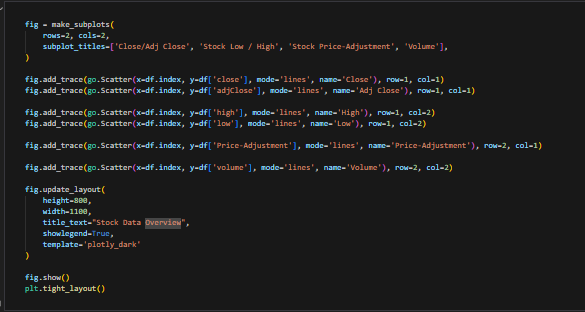 fig = make_subplots(
    rows=2, cols=2,
    subplot_titles=['Close/Adj Close', 'Stock Low / High', 'Stock Price-Adjustment', 'Volume'],
)
fig.add_trace(go.Scatter(x=df.index, y=df['close'], mode='lines', name='Close'), row=1, col=1)
fig.add_trace(go.Scatter(x=df.index, y=df['adjClose'], mode='lines', name='Adj Close'), row=1, col=1)
fig.add_trace(go.Scatter(x=df.index, y=df['high'], mode='lines', name='High'), row=1, col=2)
fig.add_trace(go.Scatter(x=df.index, y=df['low'], mode='lines', name='Low'), row=1, col=2)
fig.add_trace(go.Scatter(x=df.index, y=df['Price-Adjustment'], mode='lines', name='Price-Adjustment'), row=2, col=1)
fig.add_trace(go.Scatter(x=df.index, y=df['volume'], mode='lines', name='Volume'), row=2, col=2)
fig.update_layout(
    height=800,
    width=1100,
    title_text="Stock Data Overview",
    showlegend=True,
    template='plotly_dark'
)
fig.show()
plt.tight_layout()